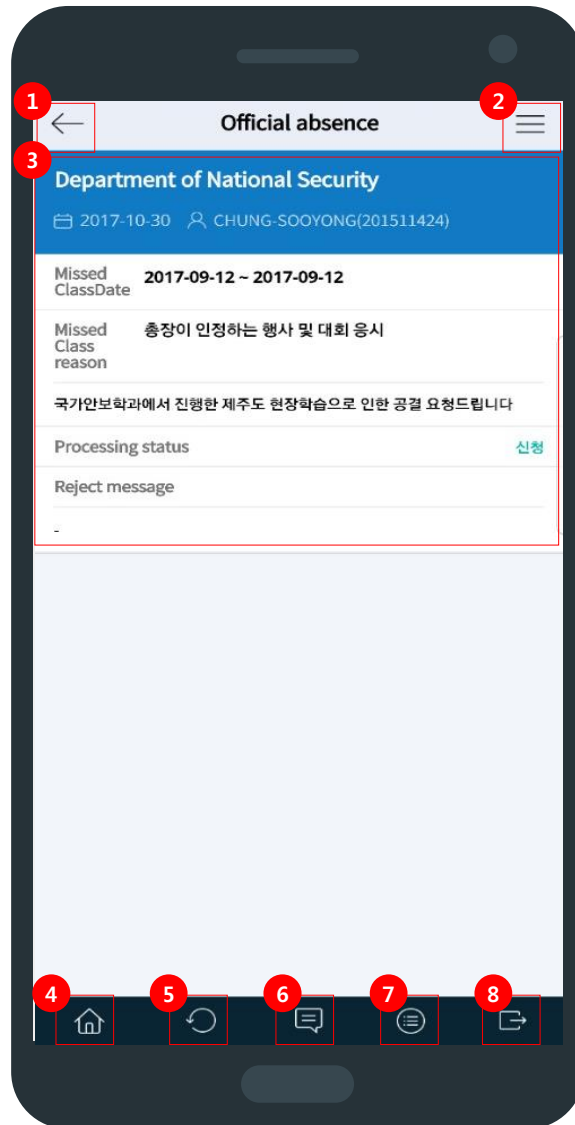 1
2
Official absence
3
Department of National Security
2017-10-30 CHUNG-SOOYONG(201511424)
Missed
ClassDate
2017-09-12 ~ 2017-09-12
Missed
Class
reason
총장이 인정하는 행사 및 대회 응시
국가안보학과에서 진행한 제주도 현장학습으로 인한 공결 요청드립니다
Processing status 신청
Reject message
-
4
5
6
7
8